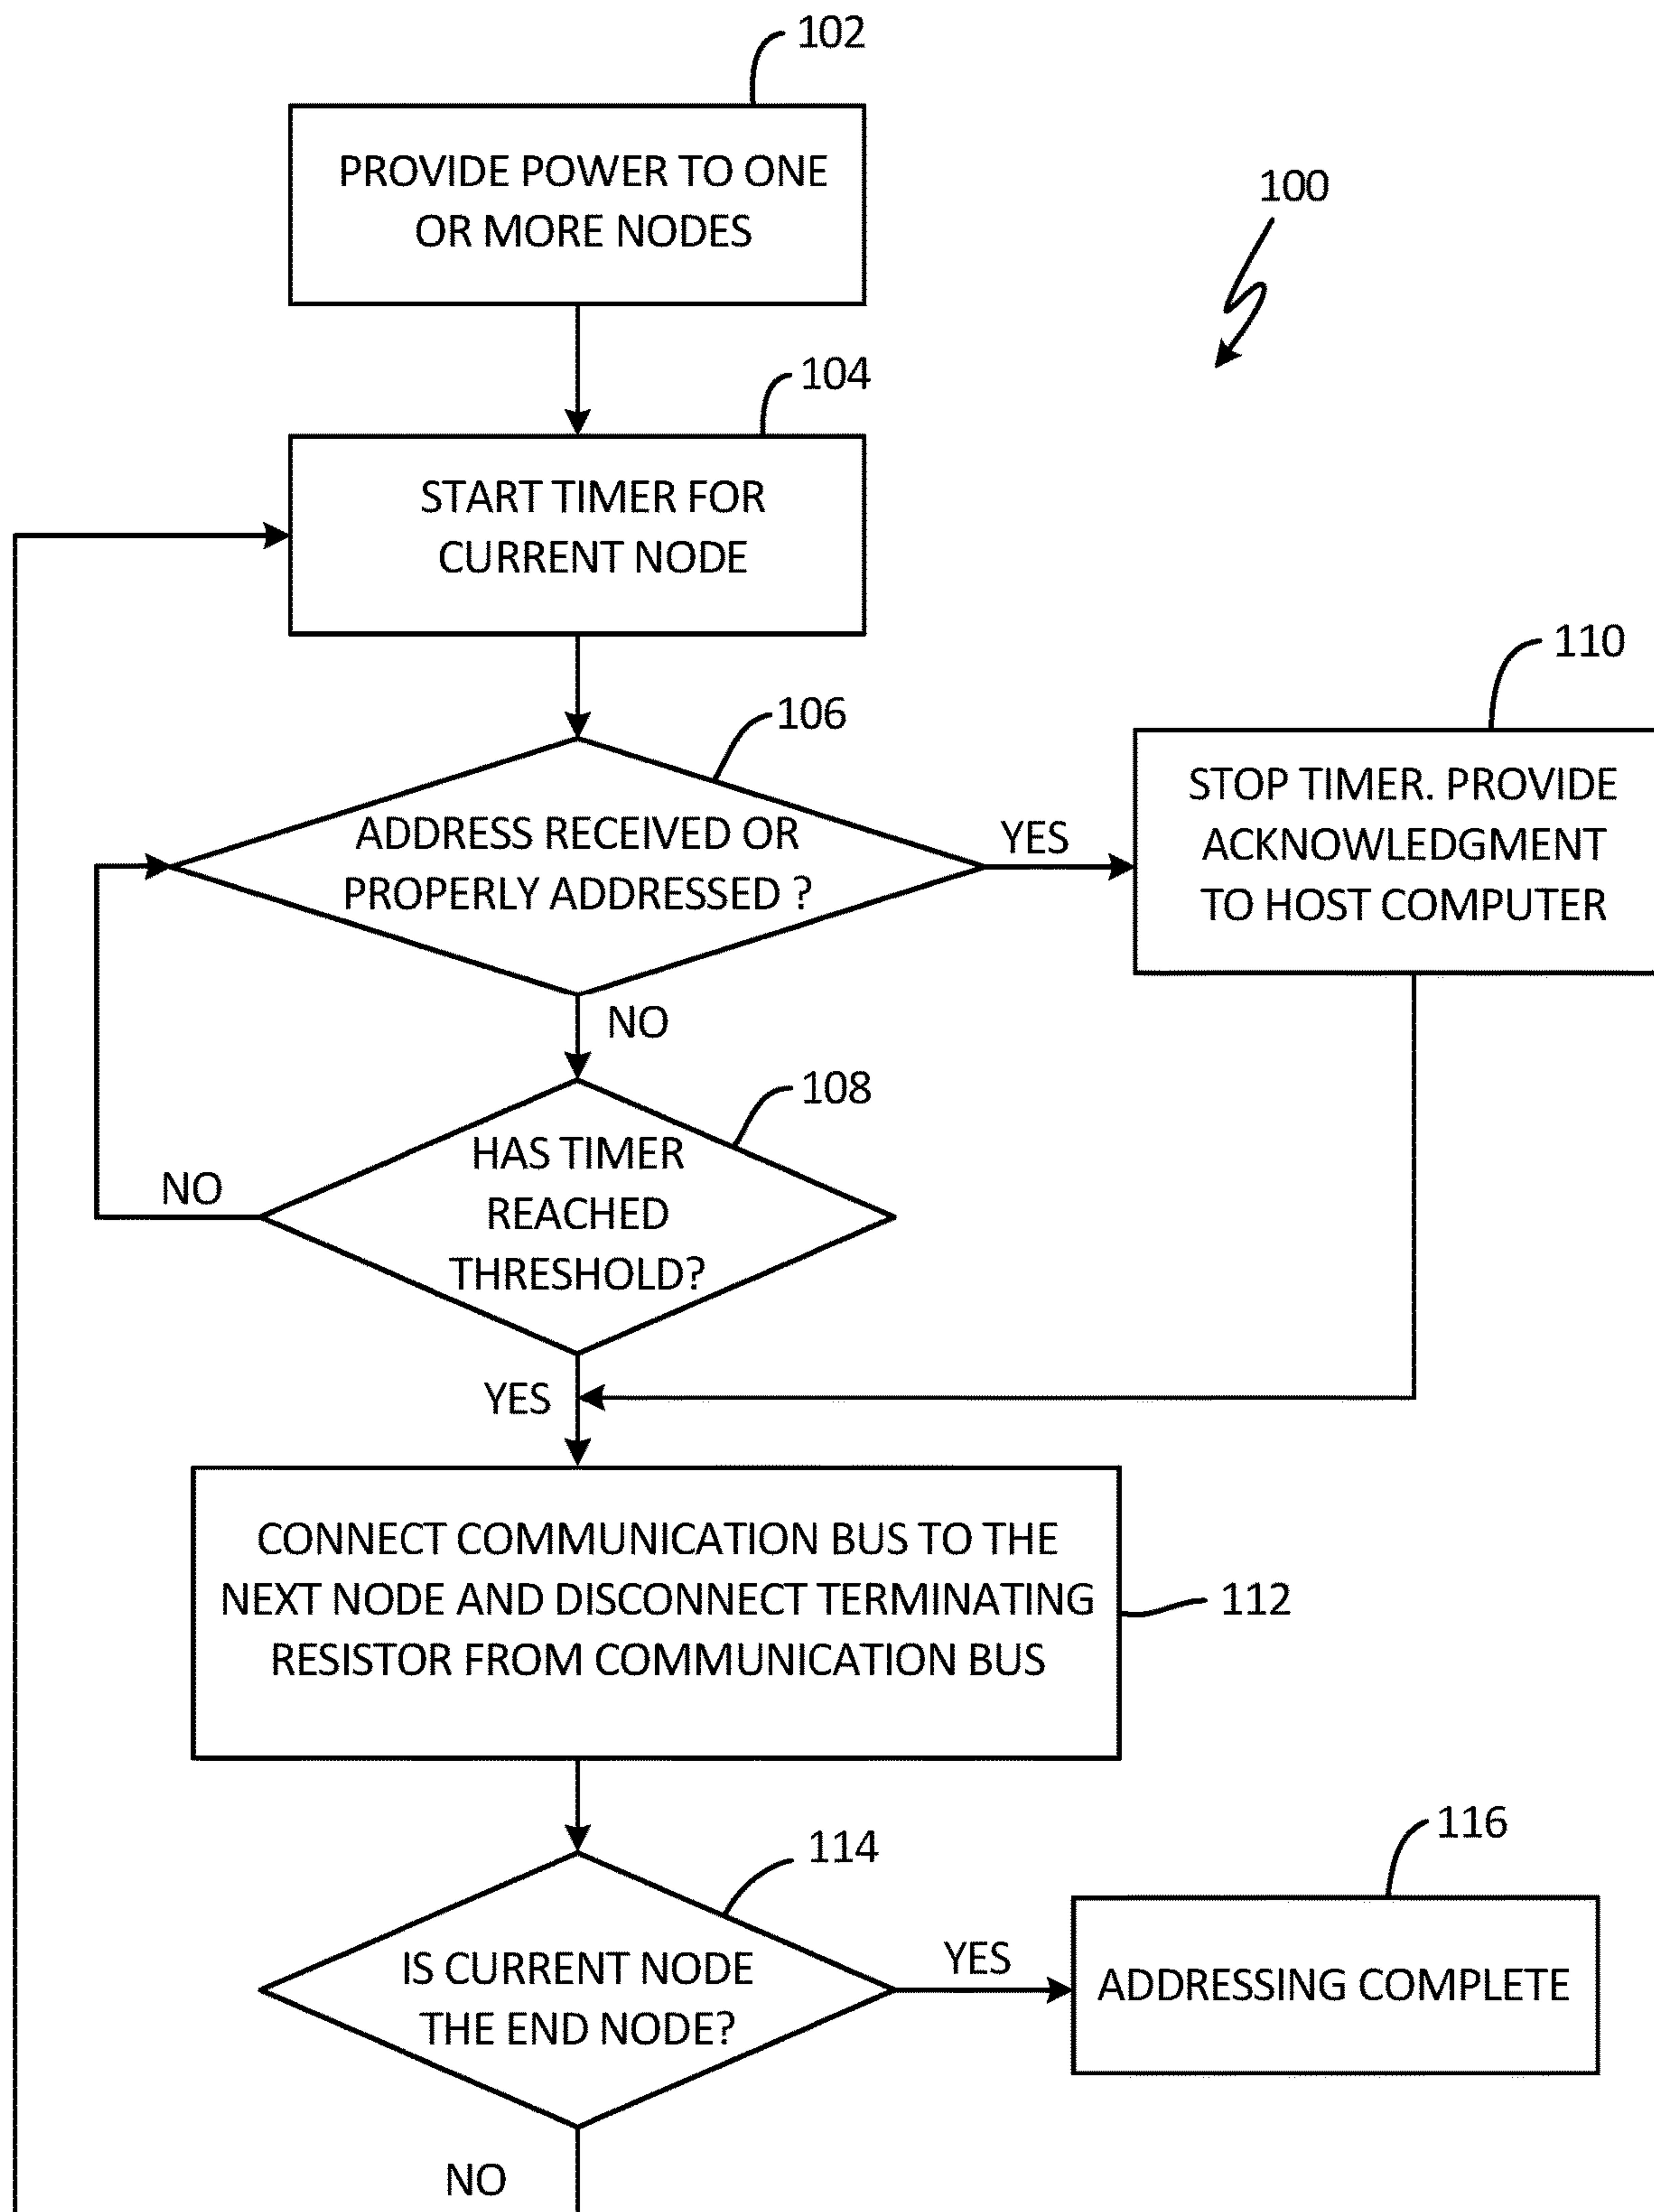 102
PROVIDE POWER TO ONE
OR MORE NODES
100
104
START TIMER FOR
CURRENT NODE
106
ADDRESS RECEIVED OR
PROPERLY ADDRESSED ?
YES
110
STOP TIMER. PROVIDE
ACKNOWLEDGMENT
TO HOST COMPUTER
NO
108
HAS TIMER
REACHED
THRESHOLD?
NO
YES
CONNECT COMMUNICATION BUS TO THE
NEXT NODE AND DISCONNECT TERMINATING
RESISTOR FROM COMMUNICATION BUS
112
114
IS CURRENT NODE
THE END NODE?
YES
116
ADDRESSING COMPLETE
NO